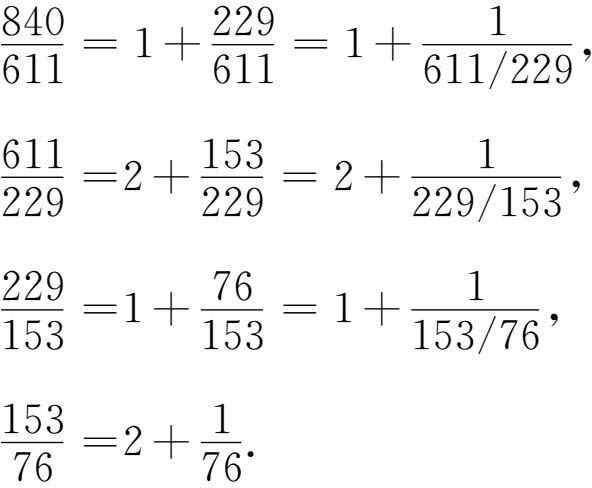 840/611 = 1 + 229/611 = 1 + 1/(611/229),
611/229 = 2 + 153/229 = 2 + 1/(229/153),
229/153 = 1 + 76/153 = 1 + 1/(153/76),
153/76 = 2 + 1/76.